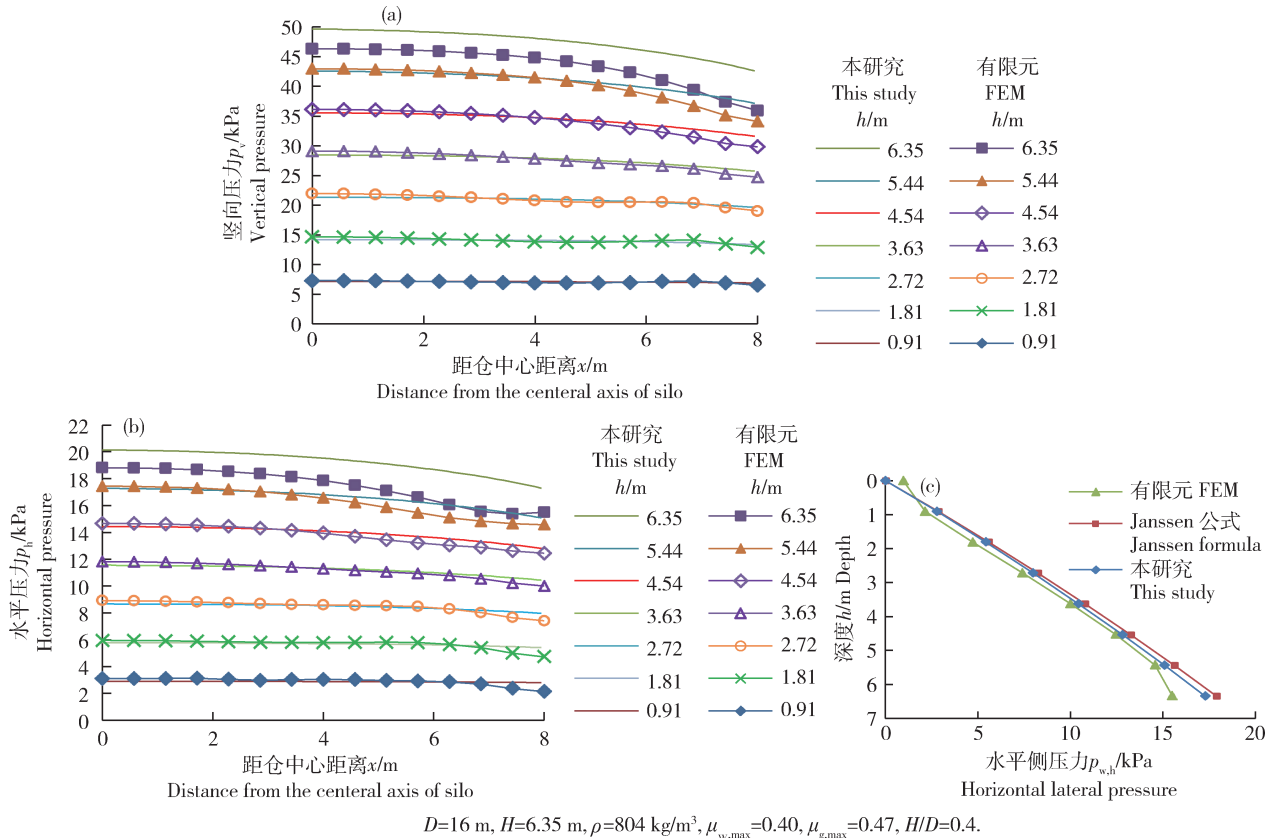 (a)
50
45
40
35
30
25
20
15
10
5
0
竖向压力pv/kPa
Vertical pressure
0 2 4 6 8
距仓中心距离x/m
Distance from the centeral axis of silo
本研究 有限元
This study FEM
h/m h/m
6.35 6.35
5.44 5.44
4.54 4.54
3.63 3.63
2.72 2.72
1.81 1.81
0.91 0.91
(b)
22
20
18
16
14
12
10
8
6
4
2
0
水平压力ph/kPa
Horizontal pressure
0 2 4 6 8
距仓中心距离x/m
Distance from the centeral axis of silo
本研究 有限元
This study FEM
h/m h/m
6.35 6.35
5.44 5.44
4.54 4.54
3.63 3.63
2.72 2.72
1.81 1.81
0.91 0.91
(c)
0
1
2
3
4
5
6
7
深度h/m Depth
有限元 FEM
Janssen 公式
Janssen formula
本研究
This study
0 5 10 15 20
水平侧压力pw,h/kPa
Horizontal lateral pressure
D=16 m, H=6.35 m, ρ=804 kg/m³, μw,max=0.40, μg,max=0.47, H/D=0.4.